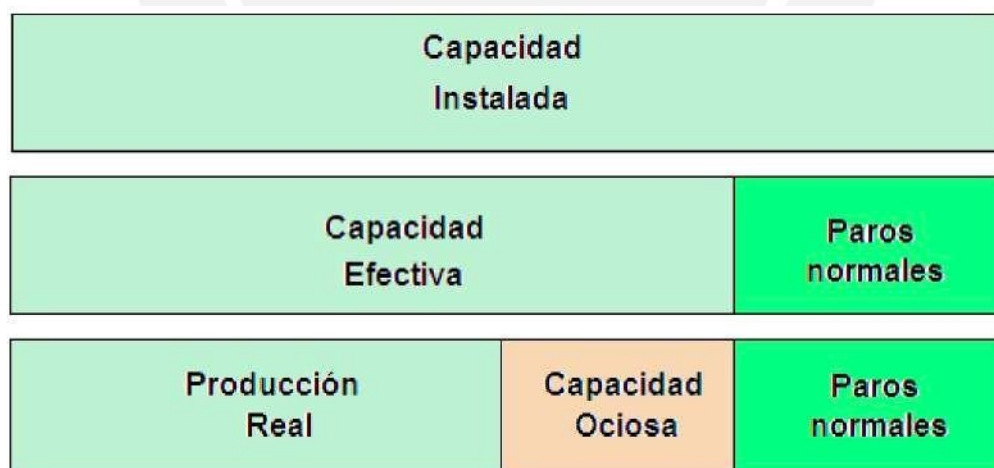 Capacidad
Instalada
Capacidad
Efectiva
Paros
normales
Producción
Real
Capacidad
Ociosa
Paros
normales